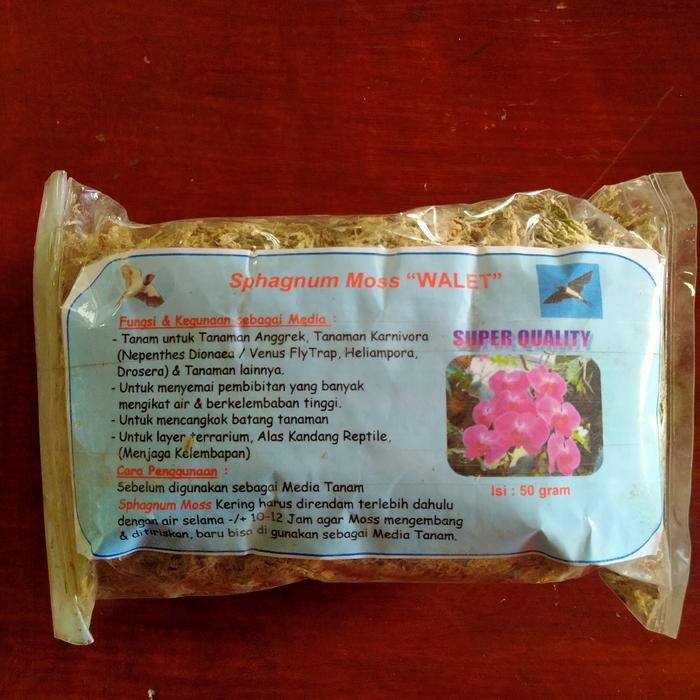 Sphagnum Moss "WALET"
Fungsi & Kegunaan sebagai Media :
- Tanam untuk Tanaman Anggrek, Tanaman Karnivora
(Nepenthes Dionaea / Venus FlyTrap, Heliampora,
Drosera) & Tanaman lainnya.
- Untuk menyemai pembibitan yang banyak
mengikat air & berkelembaban tinggi.
- Untuk mencangkok batang tanaman
- Untuk layer terrarium, Alas Kandang Reptile,
(Menjaga Kelembapan)
Cara Penggunaan :
Sebelum digunakan sebagai Media Tanam
Sphagnum Moss Kering harus direndam terlebih dahulu
dengan air selama -/+ 10-12 Jam agar Moss mengembang
& ditiriskan, baru bisa di gunakan sebagai Media Tanam.
SUPER QUALITY
Isi : 50 gram